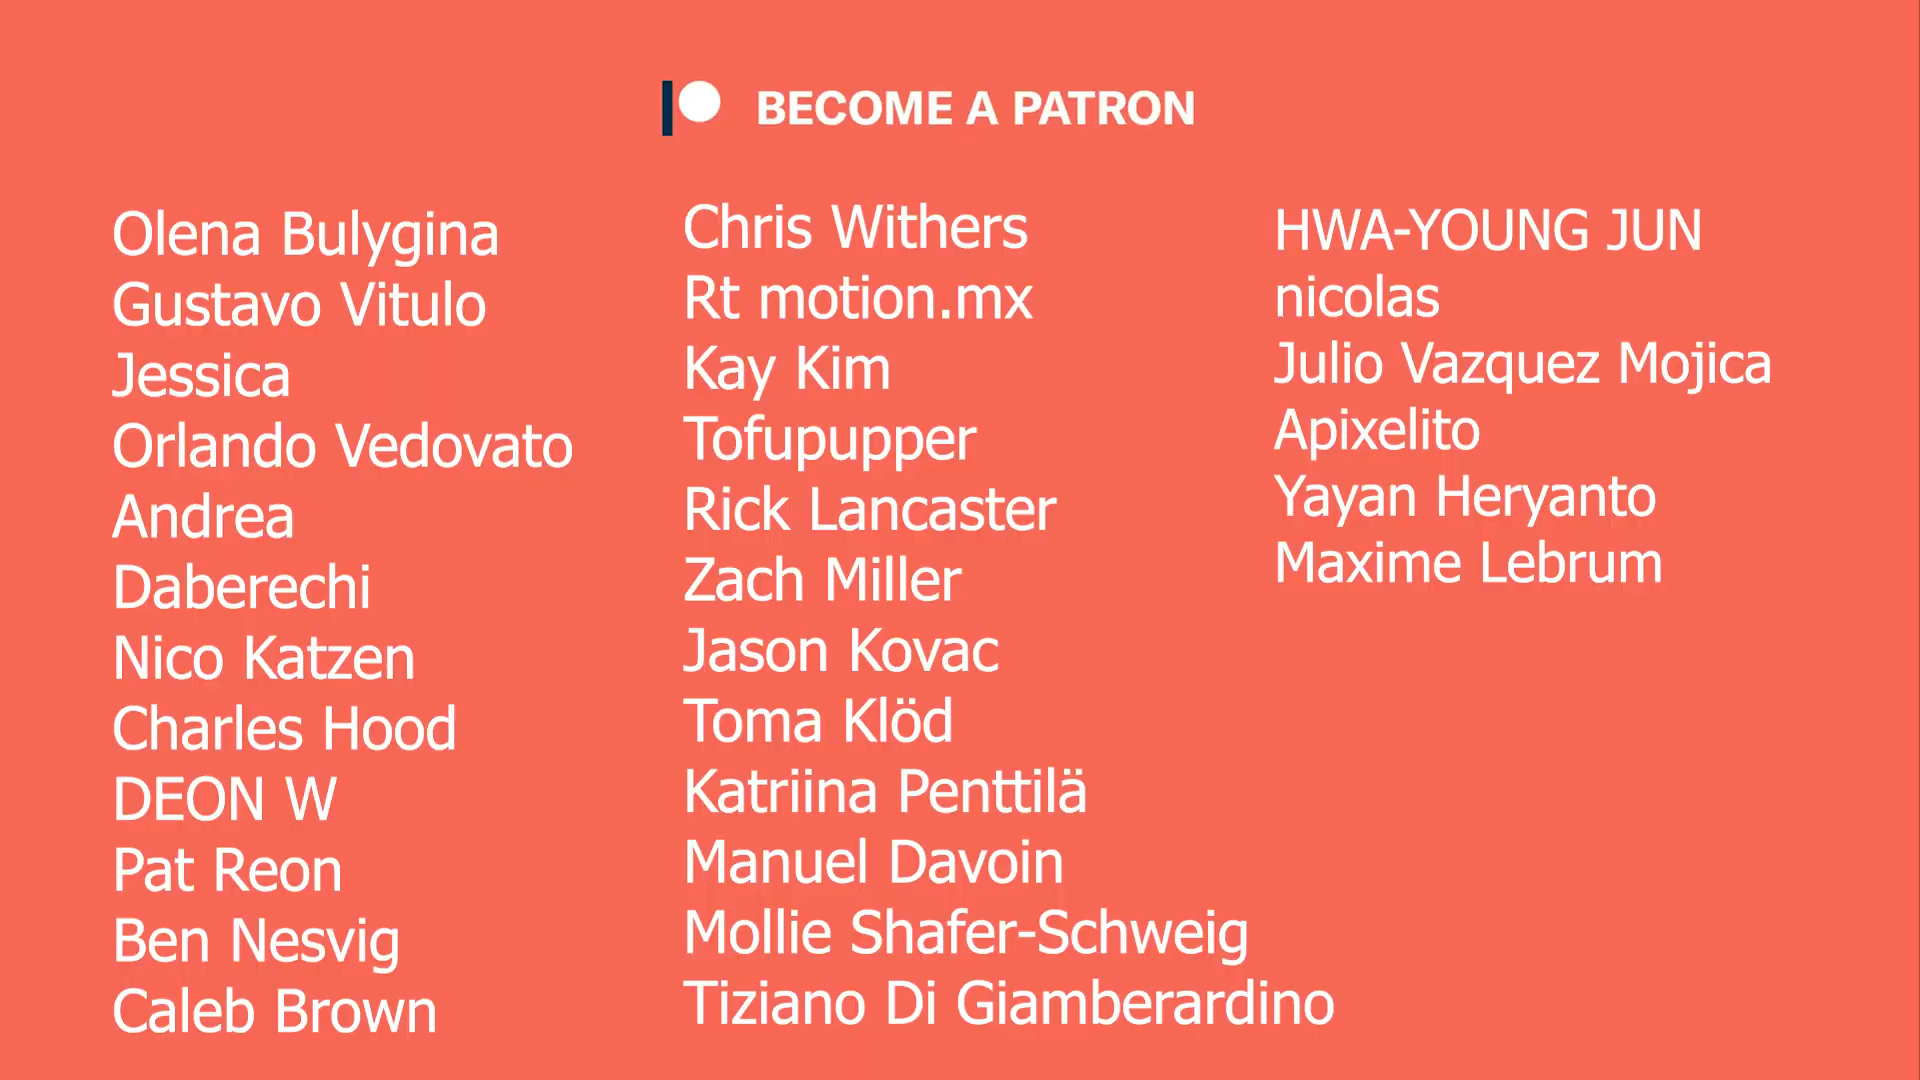 BECOME A PATRON
Olena Bulygina
Gustavo Vitulo
Jessica
Orlando Vedovato
Andrea
Daberechi
Nico Katzen
Charles Hood
DEON W
Pat Reon
Ben Nesvig
Caleb Brown
Chris Withers
Rt motion.mx
Kay Kim
Tofupupper
Rick Lancaster
Zach Miller
Jason Kovac
Toma Klöd
Katriina Penttilä
Manuel Davoin
Mollie Shafer-Schweig
Tiziano Di Giamberardino
HWA-YOUNG JUN
nicolas
Julio Vazquez Mojica
Apixelito
Yayan Heryanto
Maxime Lebrum